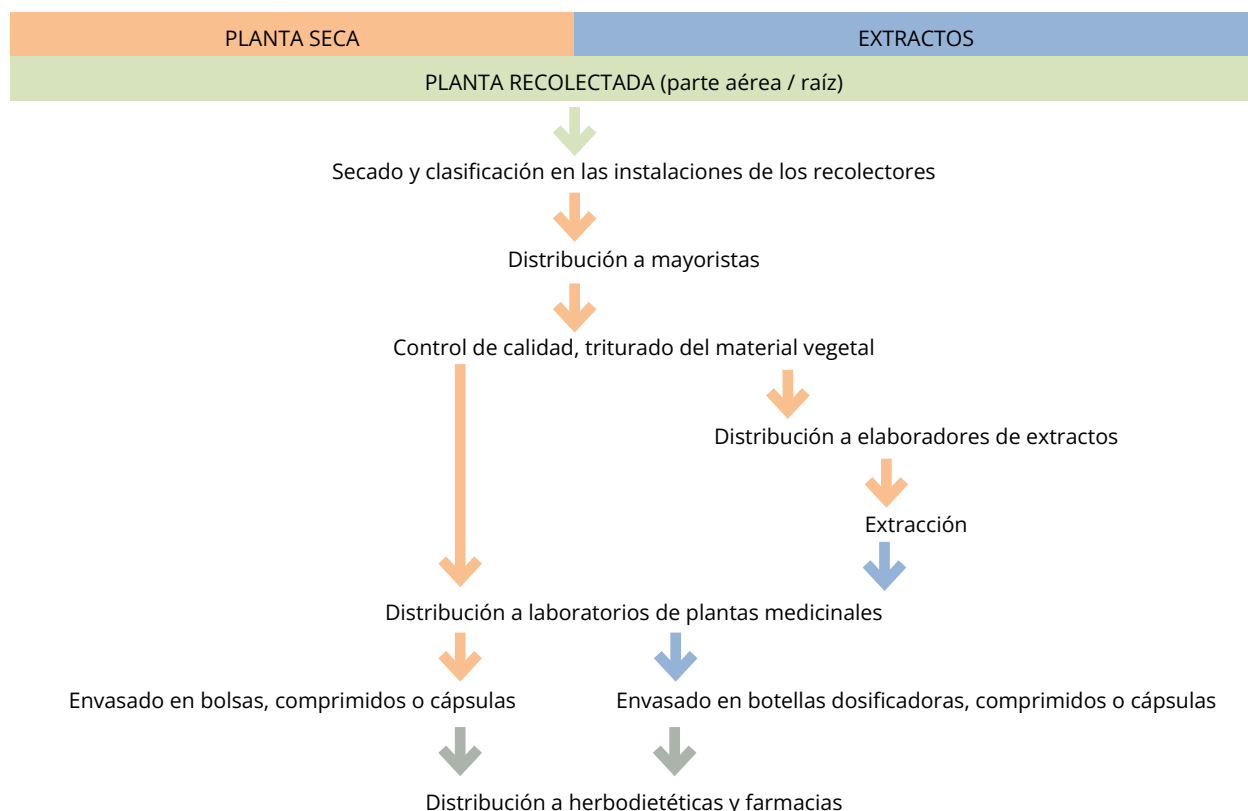 PLANTA SECA
EXTRACTOS
PLANTA RECOLECTADA (parte aérea / raíz)
Secado y clasificación en las instalaciones de los recolectores
Distribución a mayoristas
Control de calidad, triturado del material vegetal
Distribución a elaboradores de extractos
Extracción
Distribución a laboratorios de plantas medicinales
Envasado en bolsas, comprimidos o cápsulas
Envasado en botellas dosificadoras, comprimidos o cápsulas
Distribución a herbodietéticas y farmacias